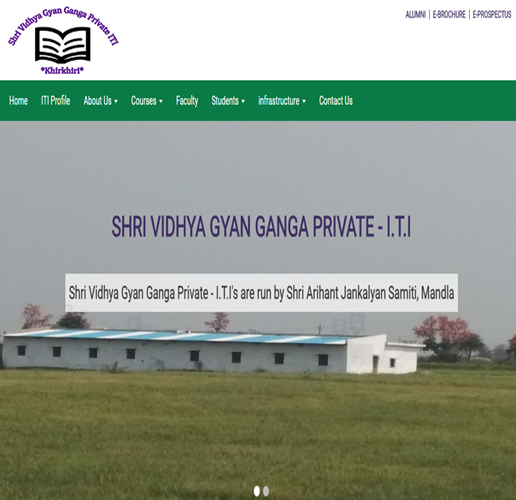 Shri Vidhya Gyan Ganga Private ITI
*Khirkhiri*
ALUMNI | E-BROCHURE | E-PROSPECTUS
Home ITI Profile About Us Courses Faculty Students infrastructure Contact Us
SHRI VIDHYA GYAN GANGA PRIVATE - I.T.I
Shri Vidhya Gyan Ganga Private - I.T.I's are run by Shri Arihant Jankalyan Samiti, Mandla